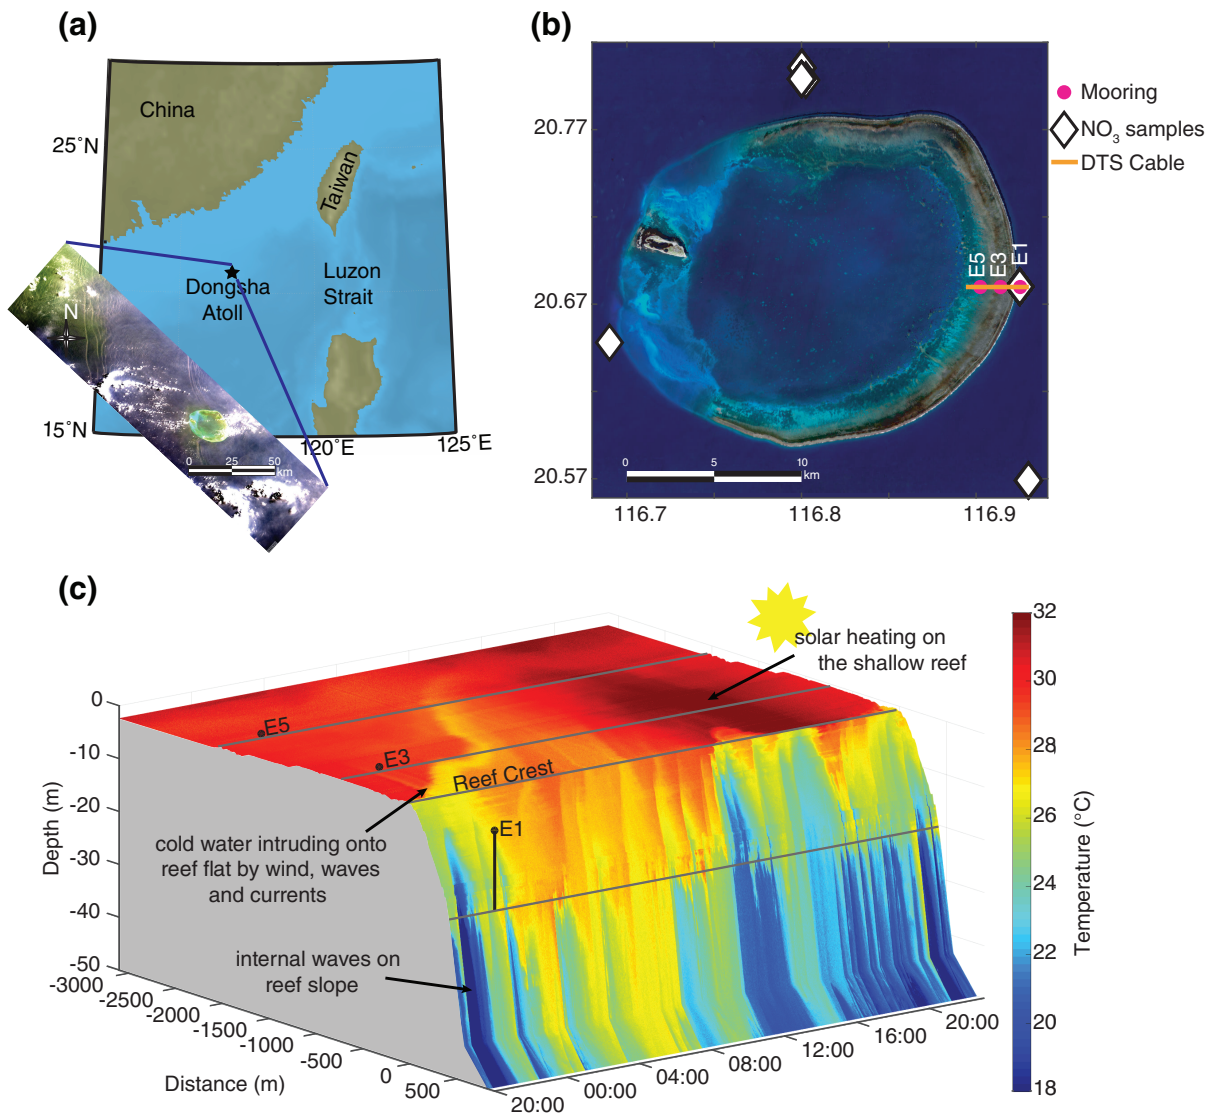 (a)
China
25°N
Taiwan
Luzon
Strait
Dongsha
Atoll
N
15°N
120°E
125°E
0 25 50
km
(b)
20.77
20.67
20.57
116.7 116.8 116.9
E5
E3
E1
0 5 10
km
Mooring
NO3 samples
DTS Cable
(c)
solar heating on
the shallow reef
E5
E3
Reef Crest
E1
cold water intruding onto
reef flat by wind, waves
and currents
internal waves on
reef slope
Depth (m)
0
-10
-20
-30
-40
-50
-3000
-2500
-2000
-1500
-1000
-500
0
500
Distance (m)
20:00
00:00
04:00
08:00
12:00
16:00
20:00
32
30
28
26
24
22
20
18
Temperature (°C)